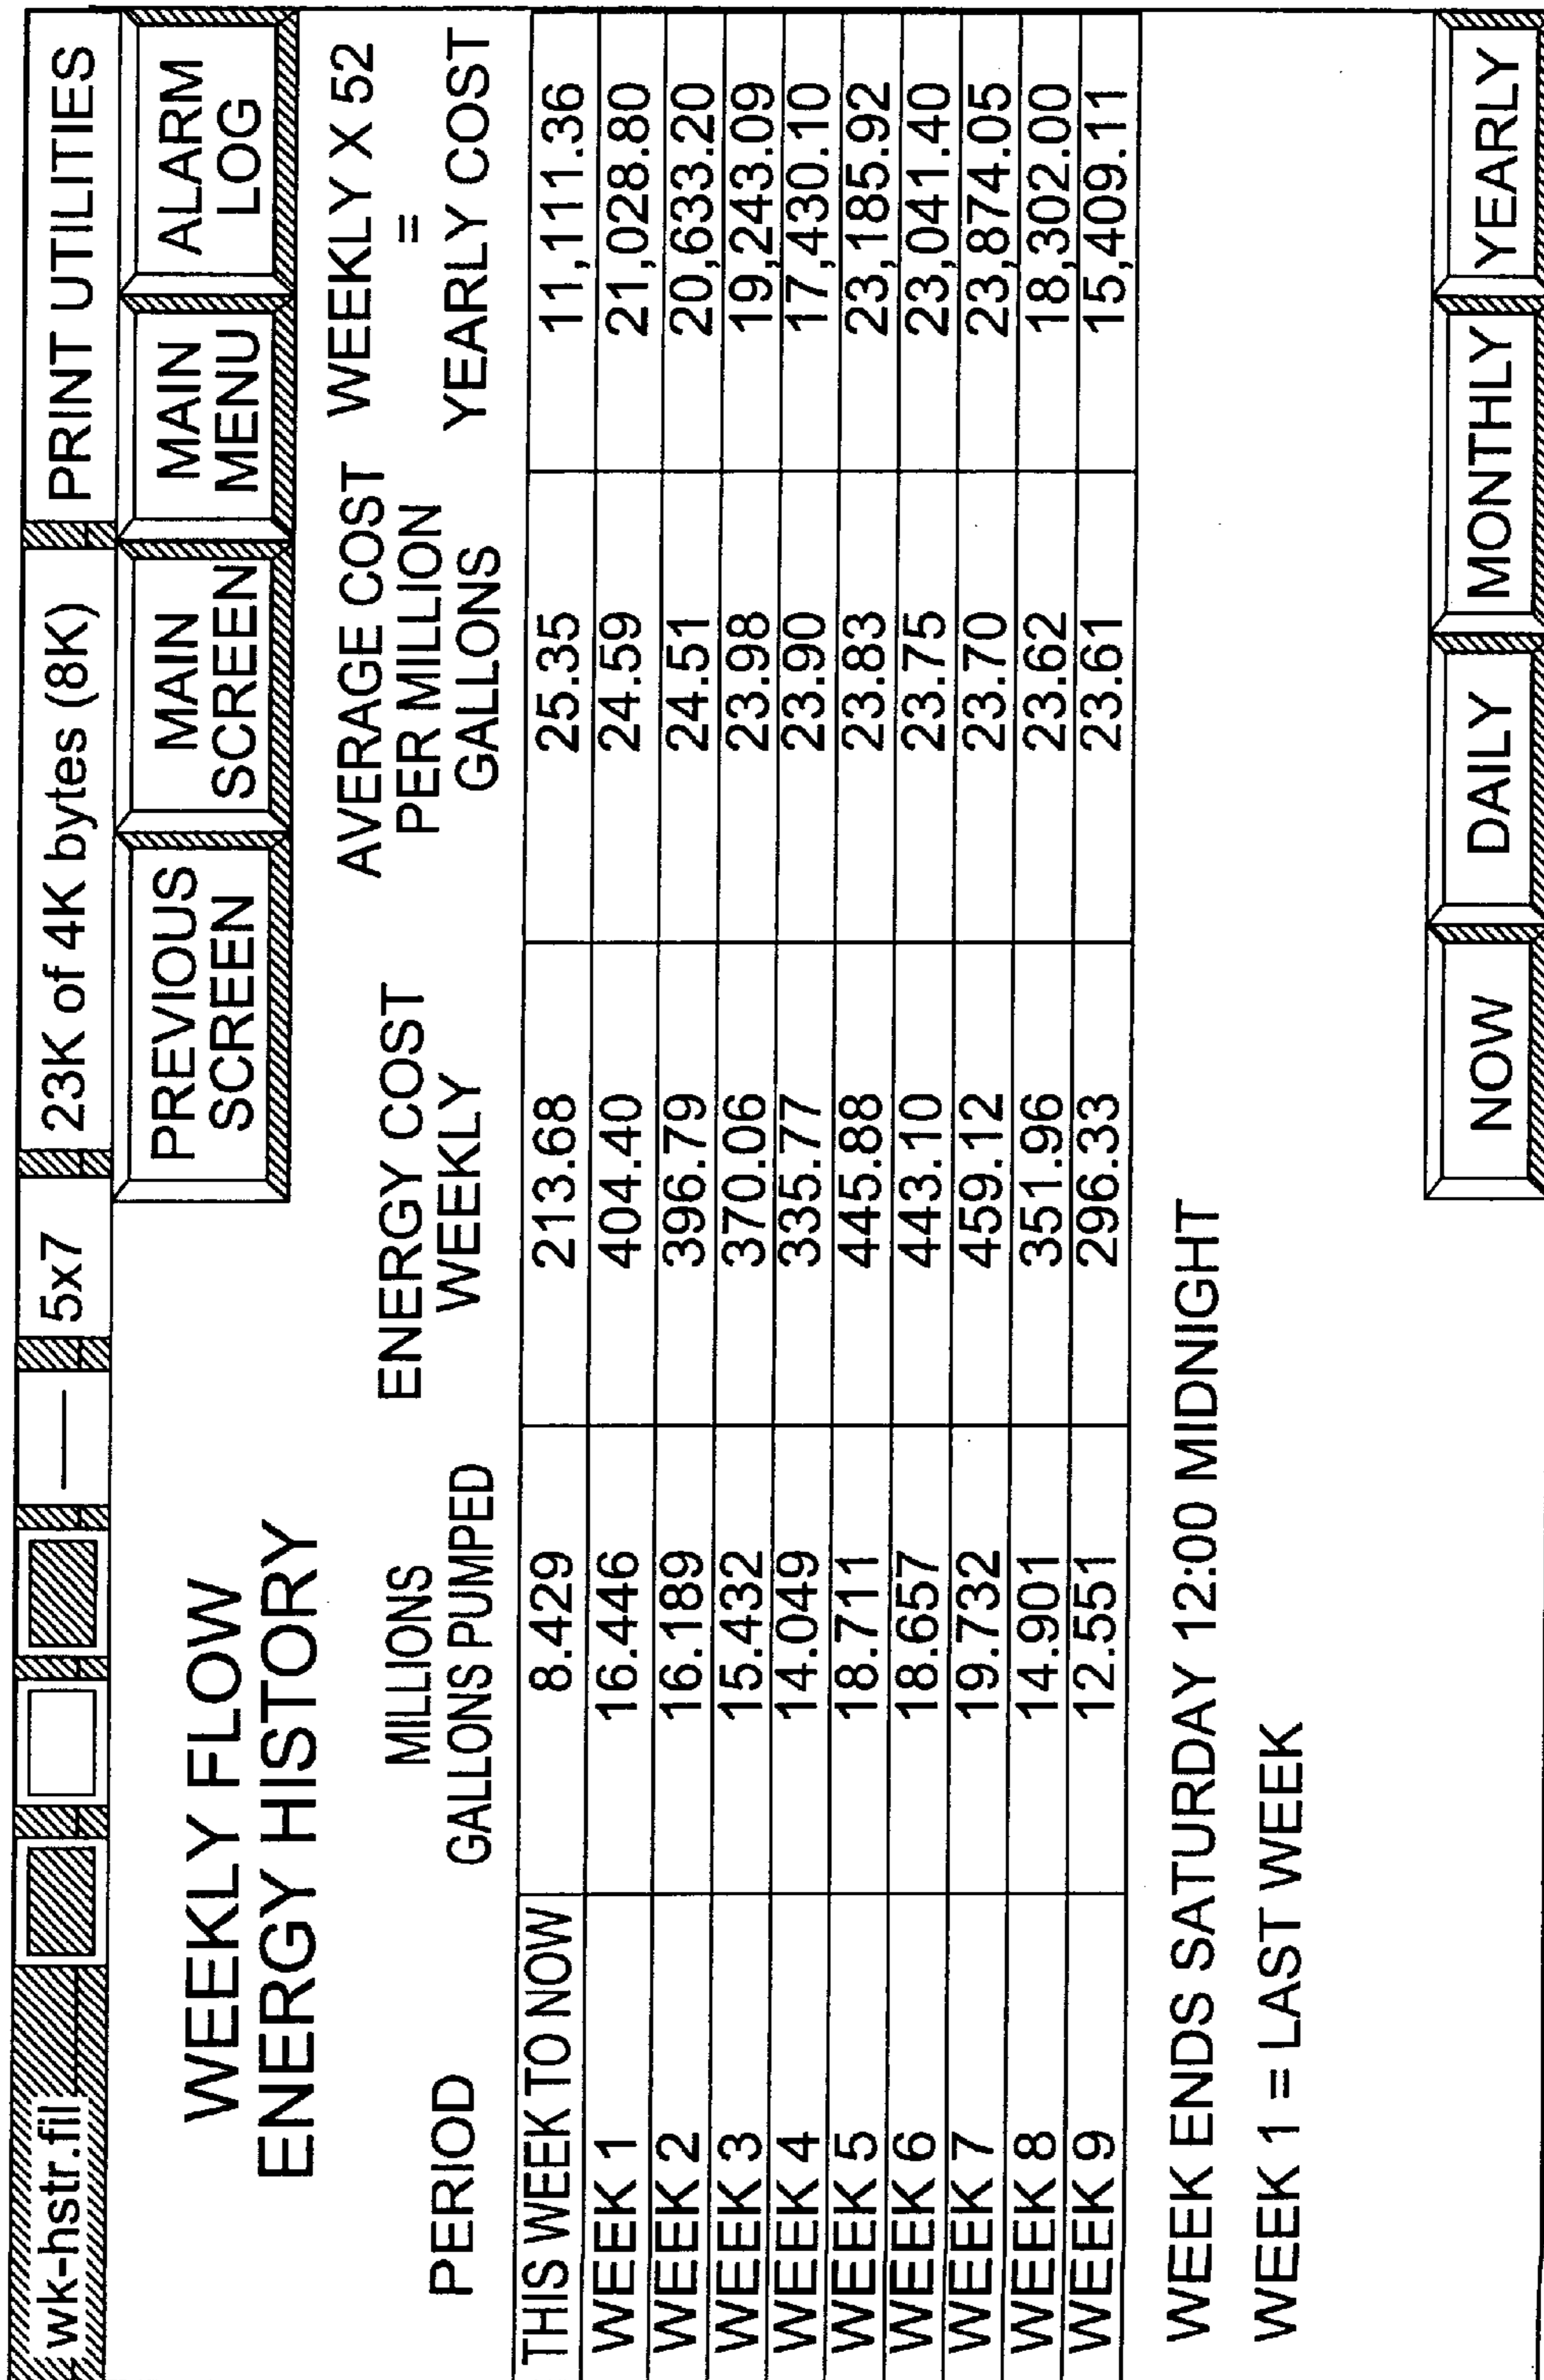 wk-hstr.fil 5x7 23K of 4K bytes (8K) PRINT UTILITIES
PREVIOUS SCREEN MAIN SCREEN MAIN MENU ALARM LOG
WEEKLY FLOW
ENERGY HISTORY
PERIOD MILLIONS GALLONS PUMPED ENERGY COST WEEKLY AVERAGE COST PER MILLION GALLONS WEEKLY X 52 = YEARLY COST
THIS WEEK TO NOW 8.429 213.68 25.35 11,111.36
WEEK 1 16.446 404.40 24.59 21,028.80
WEEK 2 16.189 396.79 24.51 20,633.20
WEEK 3 15.432 370.06 23.98 19,243.09
WEEK 4 14.049 335.77 23.90 17,430.10
WEEK 5 18.711 445.88 23.83 23,185.92
WEEK 6 18.657 443.10 23.75 23,041.40
WEEK 7 19.732 459.12 23.70 23,874.05
WEEK 8 14.901 351.96 23.62 18,302.00
WEEK 9 12.551 296.33 23.61 15,409.11
WEEK ENDS SATURDAY 12:00 MIDNIGHT
WEEK 1 = LAST WEEK
NOW DAILY MONTHLY YEARLY